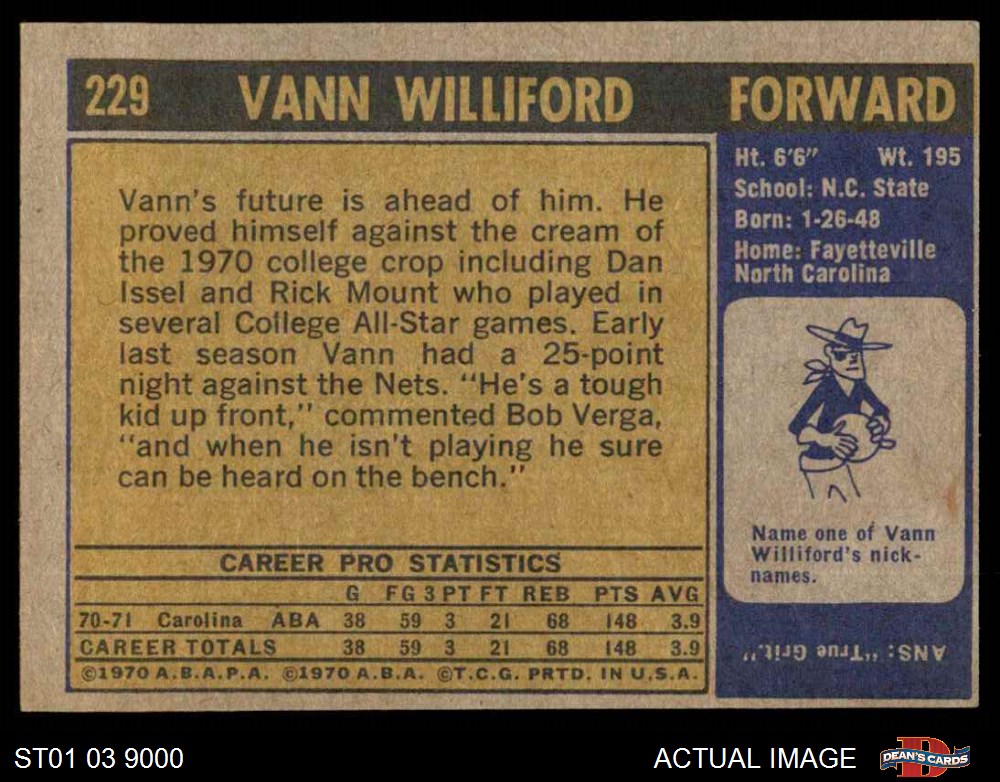 229 VANN WILLIFORD FORWARD
Vann's future is ahead of him. He
proved himself against the cream of
the 1970 college crop including Dan
Issel and Rick Mount who played in
several College All-Star games. Early
last season Vann had a 25-point
night against the Nets. "He's a tough
kid up front," commented Bob Verga,
"and when he isn't playing he sure
can be heard on the bench."
CAREER PRO STATISTICS
G FG 3 PT FT REB PTS AVG
70-71 Carolina ABA 38 59 3 21 68 148 3.9
CAREER TOTALS 38 59 3 21 68 148 3.9
©1970 A.B.A.P.A. ©1970 A.B.A. ©T.C.G. PRTD. IN U.S.A.
Ht. 6'6" Wt. 195
School: N.C. State
Born: 1-26-48
Home: Fayetteville
North Carolina
Name one of Vann
Williford's nick-
names.
ANS: "True Grit."
ST01 03 9000 ACTUAL IMAGE DEAN'S CARDS